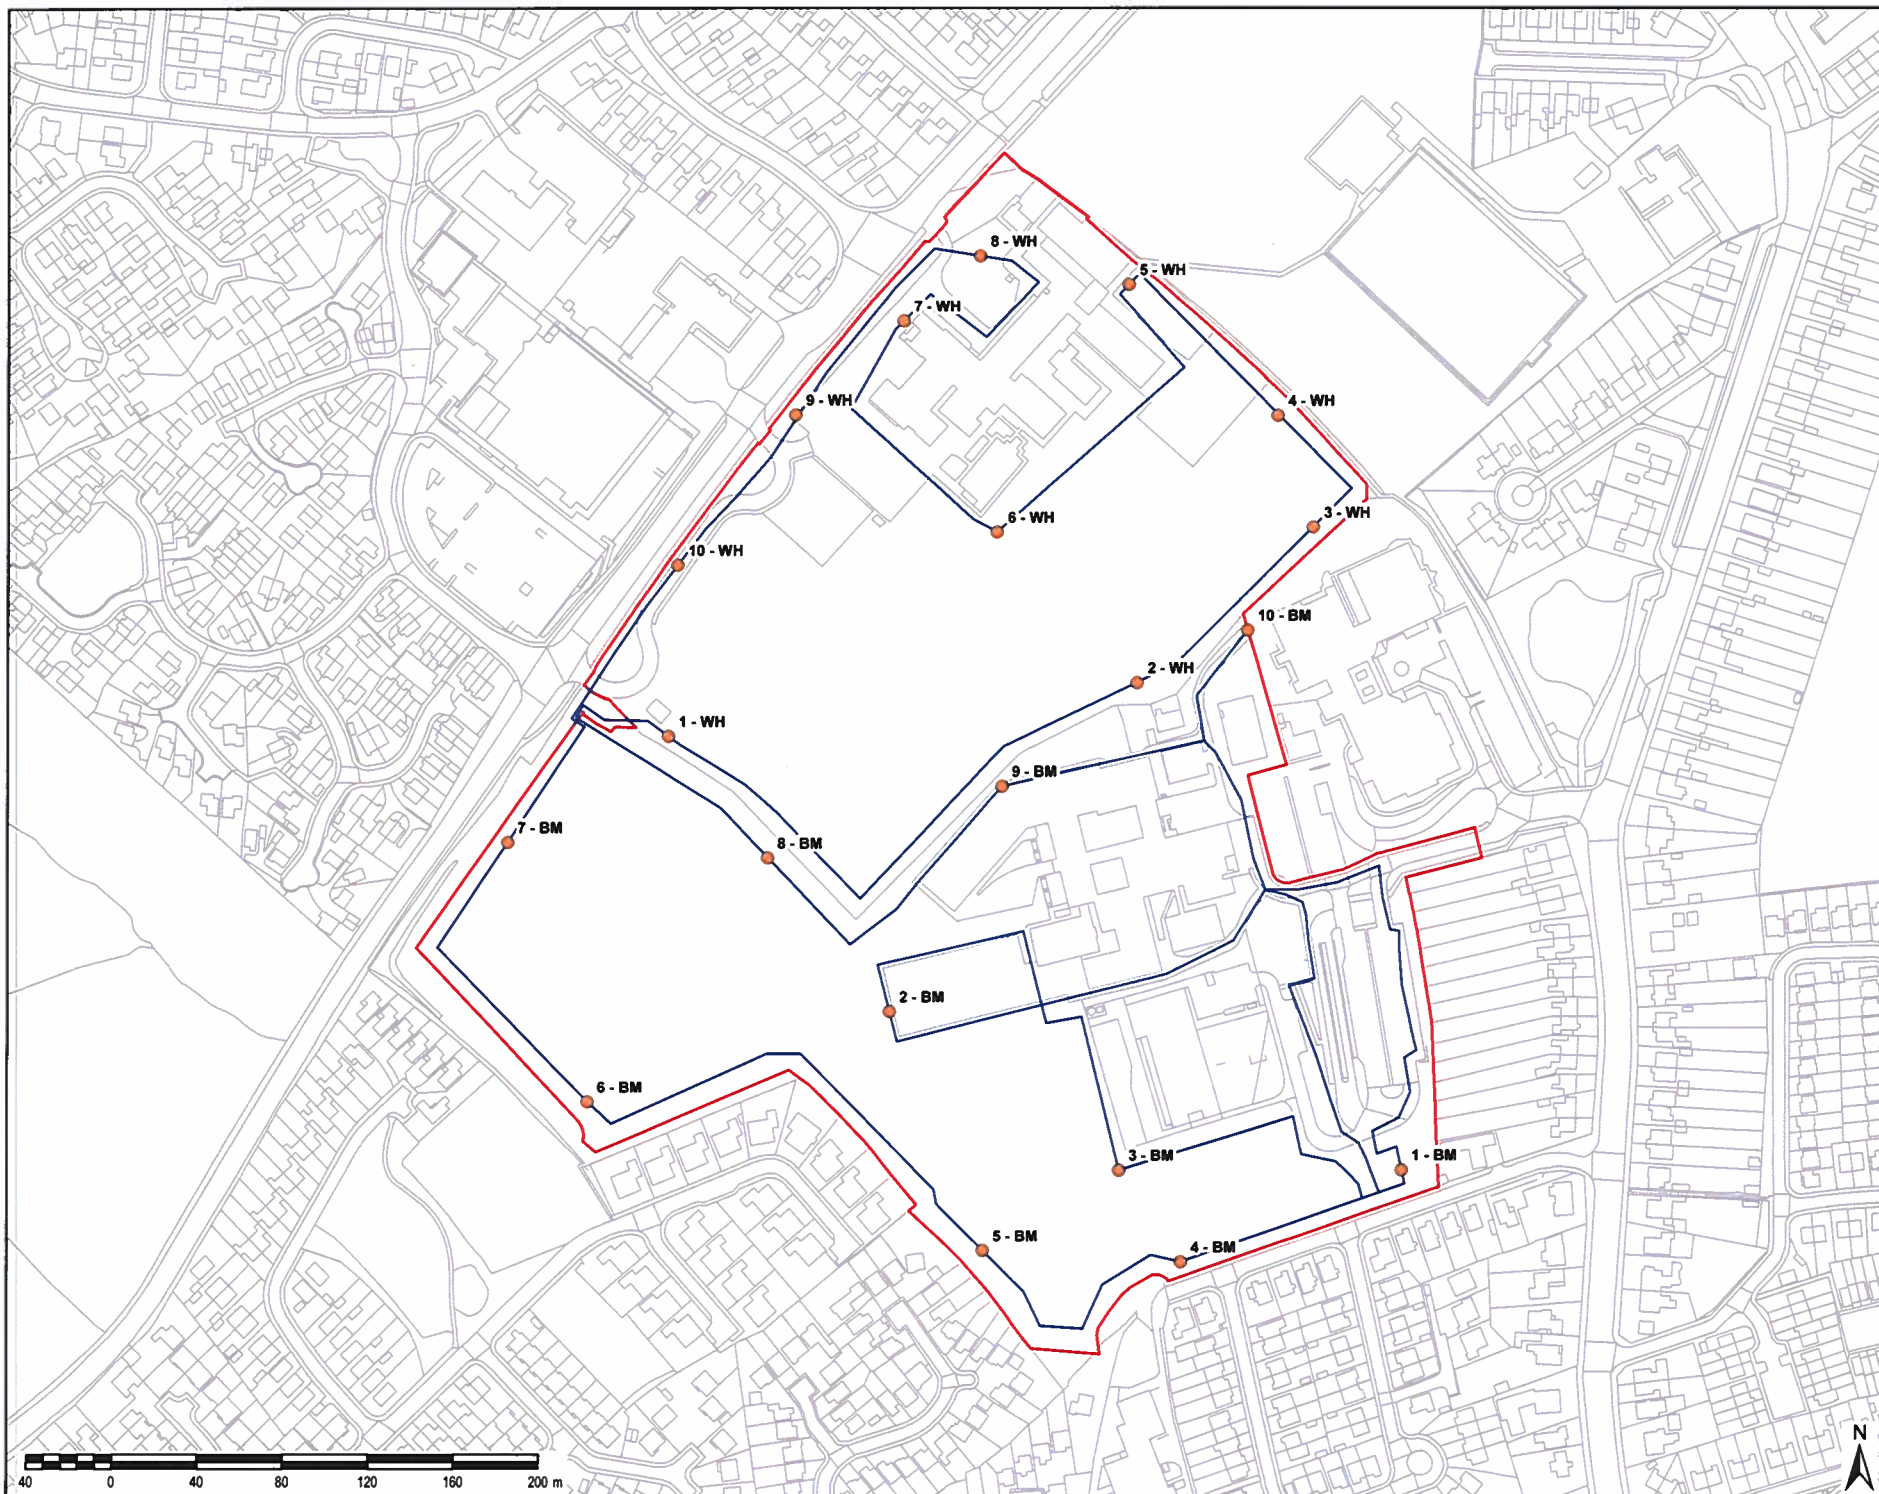 8 - WH
5 - WH
7 - WH
9 - WH
4 - WH
6 - WH
3 - WH
10 - WH
10 - BM
2 - WH
1 - WH
9 - BM
7 - BM
8 - BM
2 - BM
6 - BM
3 - BM
1 - BM
5 - BM
4 - BM
N
40 0 40 80 120 160 200 m